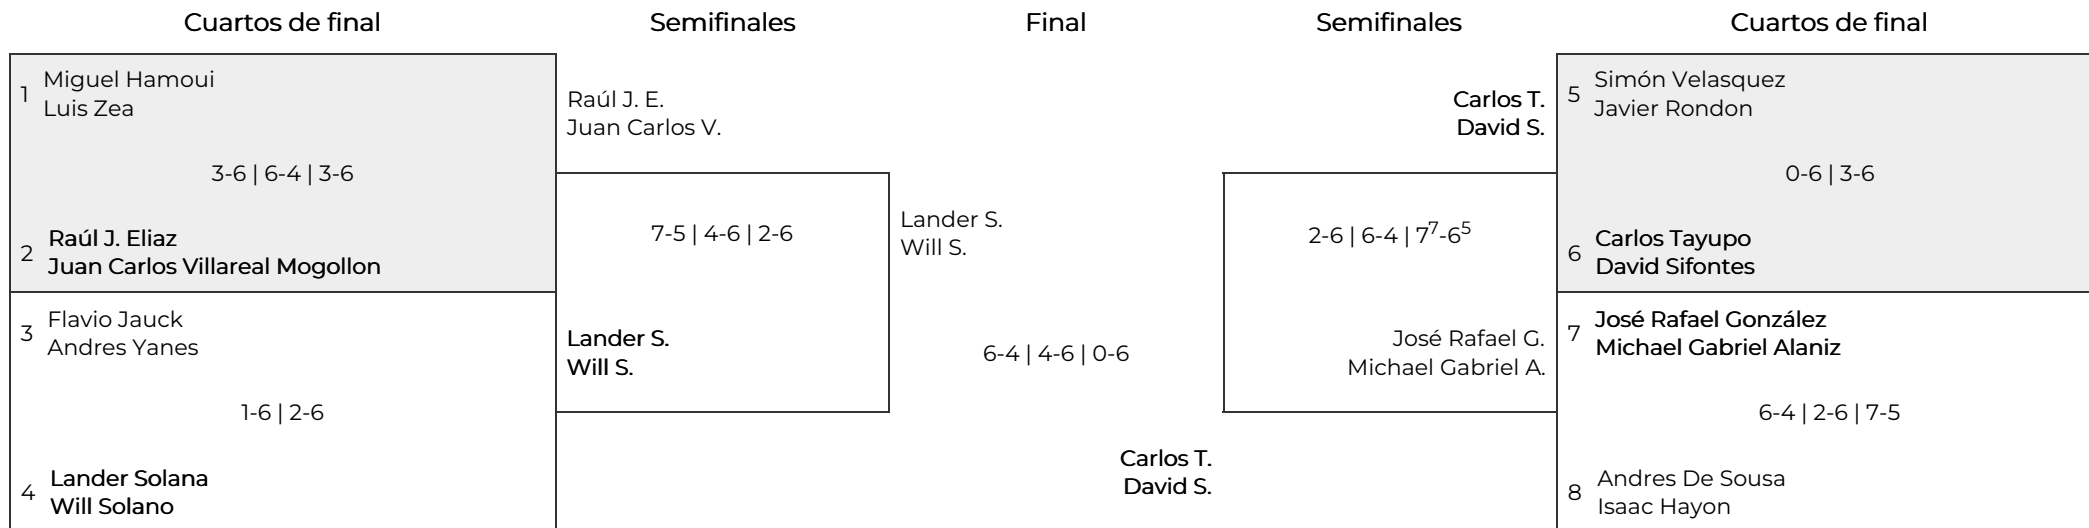 Cuartos de final
Semifinales
Final
Semifinales
Cuartos de final
1
Miguel Hamoui
Luis Zea
3-6 | 6-4 | 3-6
2
Raúl J. Eliaz
Juan Carlos Villareal Mogollon
3
Flavio Jauck
Andres Yanes
1-6 | 2-6
4
Lander Solana
Will Solano
Raúl J. E.
Juan Carlos V.
7-5 | 4-6 | 2-6
Lander S.
Will S.
Lander S.
Will S.
6-4 | 4-6 | 0-6
Carlos T.
David S.
Carlos T.
David S.
2-6 | 6-4 | 7⁷-6⁵
José Rafael G.
Michael Gabriel A.
5
Simón Velasquez
Javier Rondon
0-6 | 3-6
6
Carlos Tayupo
David Sifontes
7
José Rafael González
Michael Gabriel Alaniz
6-4 | 2-6 | 7-5
8
Andres De Sousa
Isaac Hayon